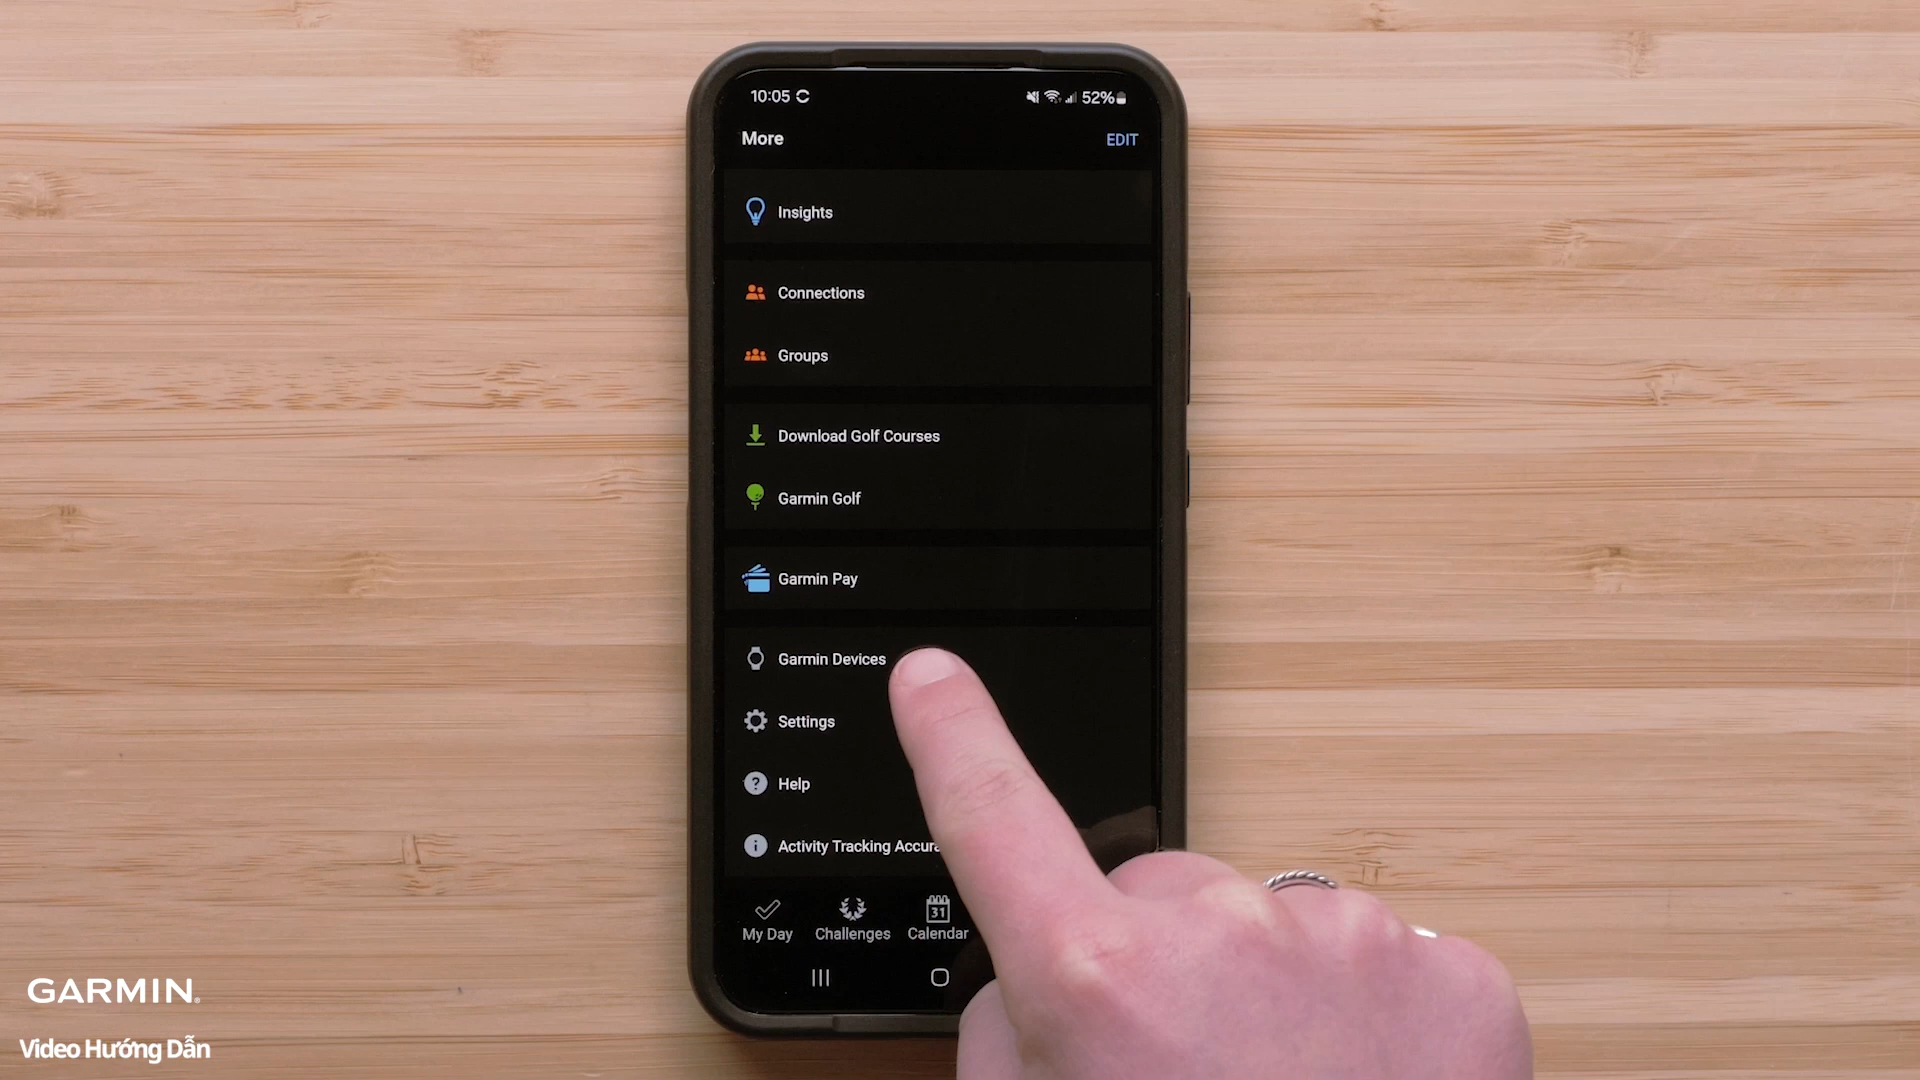 10:05
52%
More
EDIT
Insights
Connections
Groups
Download Golf Courses
Garmin Golf
Garmin Pay
Garmin Devices
Settings
? Help
i Activity Tracking
31
My Day
Challenges
Calendar
GARMIN
Video Hướng Dẫn